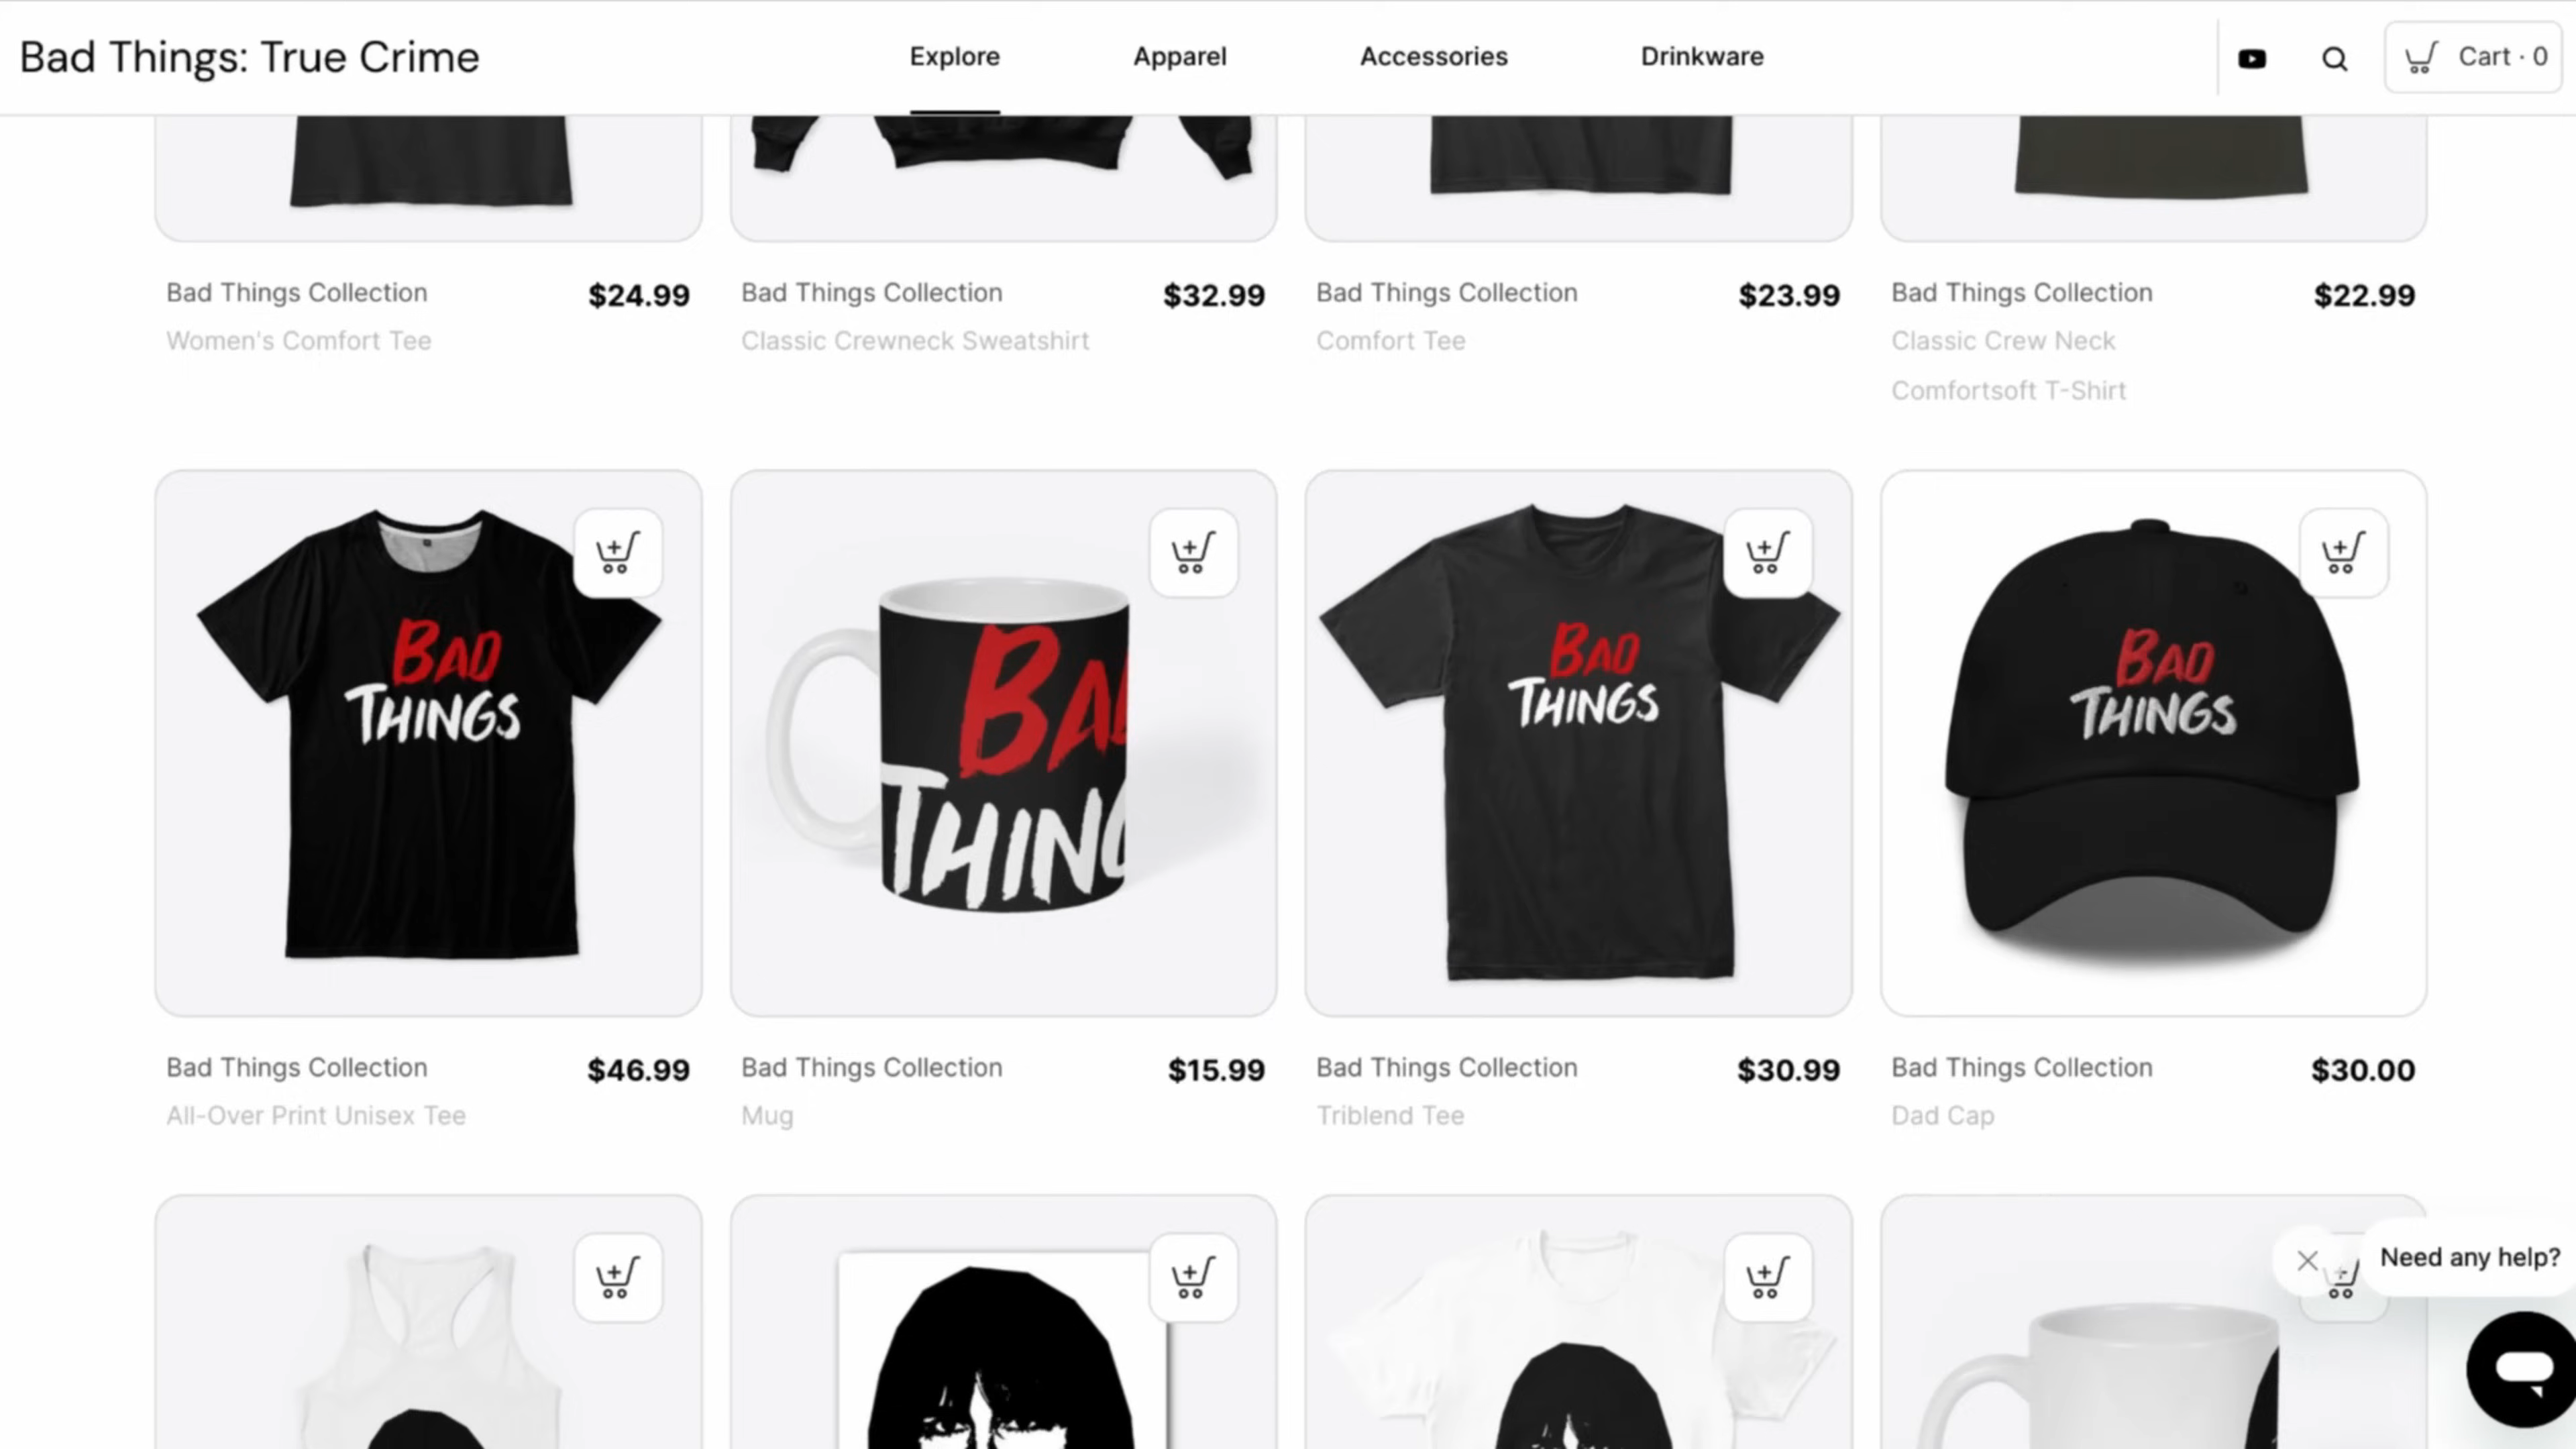 Bad Things: True Crime
Explore
Apparel
Accessories
Drinkware
Cart · 0
Bad Things Collection
$24.99
Women's Comfort Tee
Bad Things Collection
$32.99
Classic Crewneck Sweatshirt
Bad Things Collection
$23.99
Comfort Tee
Bad Things Collection
$22.99
Classic Crew Neck
Comfortsoft T-Shirt
BAD
THINGS
BAD
THING
BAD
THINGS
BAD
THINGS
Bad Things Collection
$46.99
All-Over Print Unisex Tee
Bad Things Collection
$15.99
Mug
Bad Things Collection
$30.99
Triblend Tee
Bad Things Collection
$30.00
Dad Cap
Need any help?